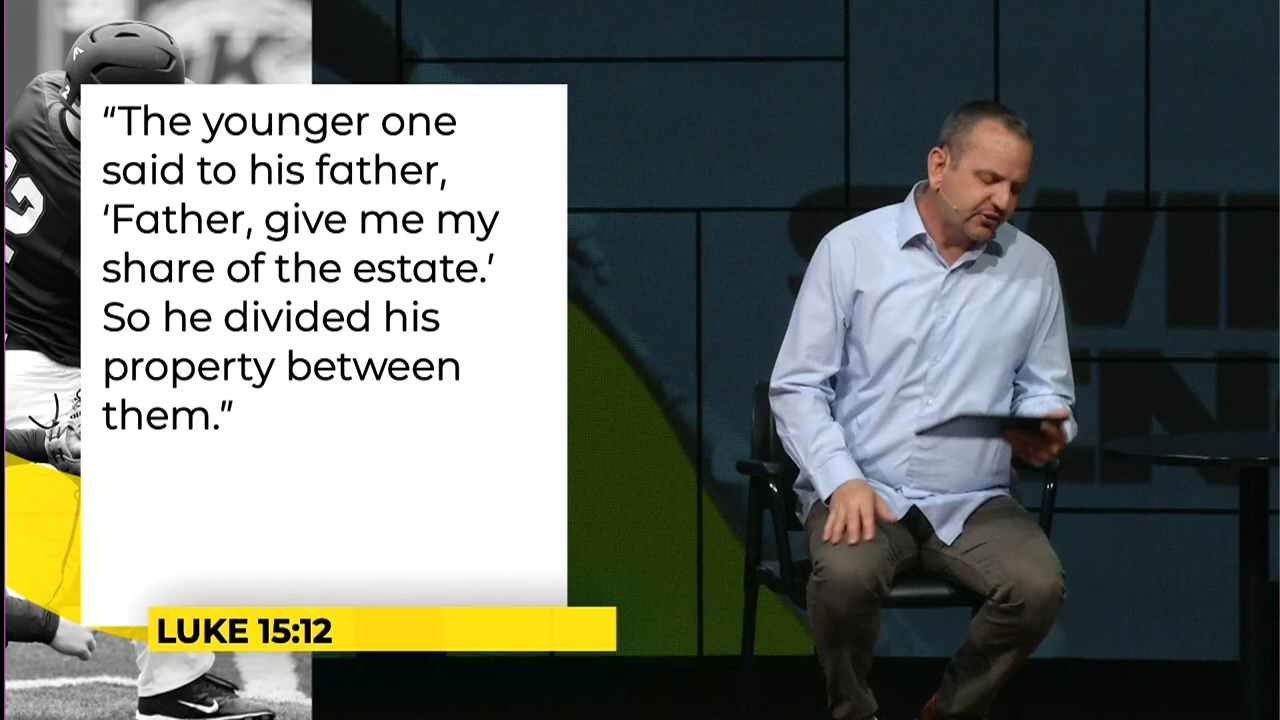 “The younger one
said to his father,
‘Father, give me my
share of the estate.’
So he divided his
property between
them.”
LUKE 15:12